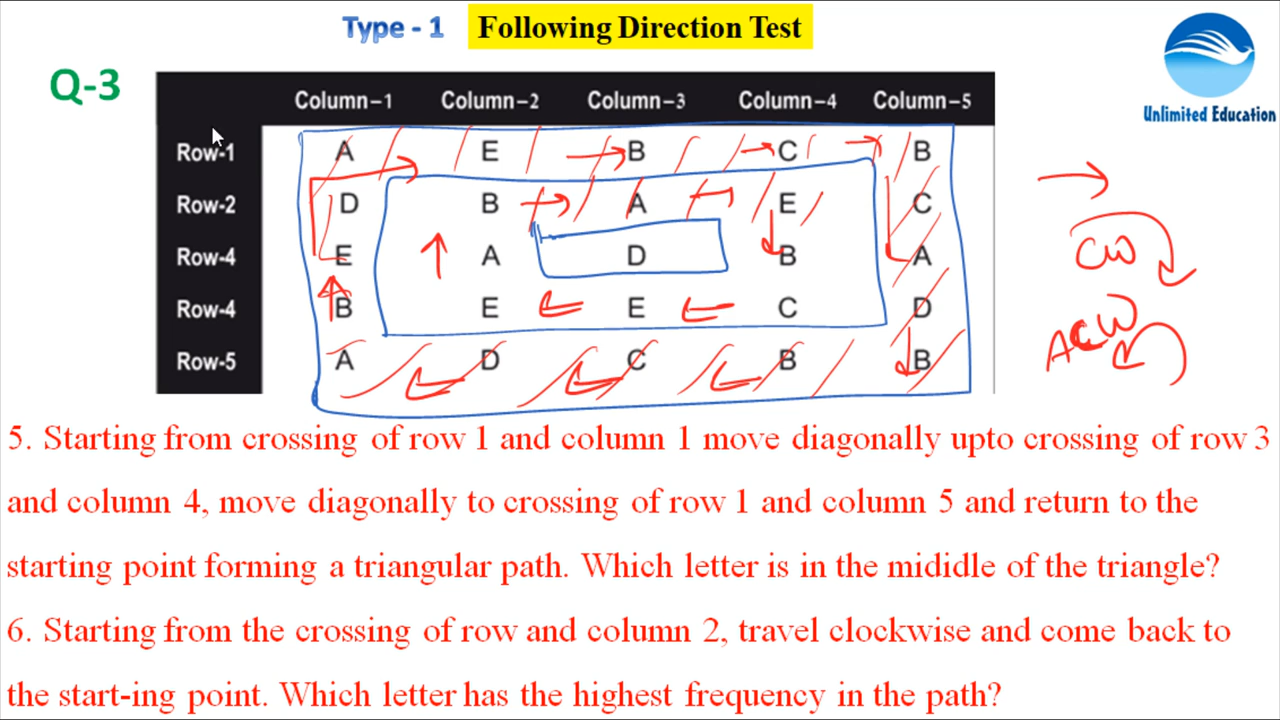 Type - 1 Following Direction Test
Q-3
Unlimited Education
Column-1 Column-2 Column-3 Column-4 Column-5
Row-1 A E B C B
Row-2 D B A E C
Row-4 E A D B A
Row-4 B E E C D
Row-5 A D C B B
CW
ACW
5. Starting from crossing of row 1 and column 1 move diagonally upto crossing of row 3
and column 4, move diagonally to crossing of row 1 and column 5 and return to the
starting point forming a triangular path. Which letter is in the mididle of the triangle?
6. Starting from the crossing of row and column 2, travel clockwise and come back to
the start-ing point. Which letter has the highest frequency in the path?